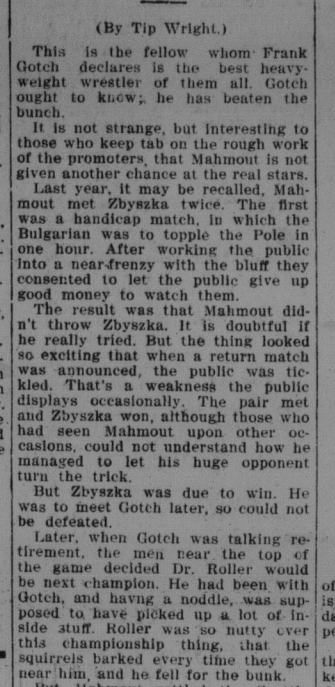 (By Tip Wright.)
This is the fellow whom Frank
Gotch declares is the best heavy-
weight wrestler of them all. Gotch
ought to know; he has beaten the
bunch.
It is not strange, but interesting to
those who keep tab on the rough work
of the promoters, that Mahmout is not
given another chance at the real stars.
Last year, it may be recalled, Mah-
mout met Zbyszka twice. The first
was a handicap match, in which the
Bulgarian was to topple the Pole in
one hour. After working the public
into a near-frenzy with the bluff they
consented to let the public give up
good money to watch them.
The result was that Mahmout did-
n't throw Zbyszka. It is doubtful if
he really tried. But the thing looked
so exciting that when a return match
was announced, the public was tic-
kled. That's a weakness the public
displays occasionally. The pair met
and Zbyszka won, although those who
had seen Mahmout upon other oc-
casions, could not understand how he
managed to let his huge opponent
turn the trick.
But Zbyszka was due to win. He
was to meet Gotch later, so could not
be defeated.
Later, when Gotch was talking re-
tirement, the men near the top of
the game decided Dr. Roller would
be next champion. He had been with
Gotch, and havng a noddle, was sup-
posed to have picked up a lot of in-
side stuff. Roller was so nutty over
this championship thing, that the
squirrels barked every time they got
near him, and he fell for the bunk.